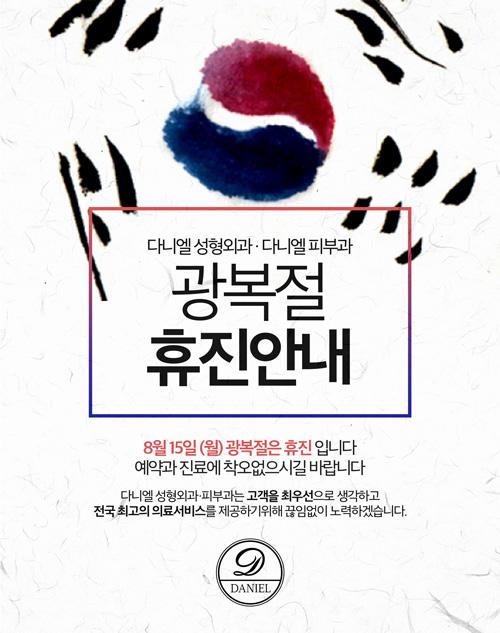 다니엘 성형외과 · 다니엘 피부과
광복절
휴진안내
8월 15일 (월) 광복절은 휴진 입니다
예약과 진료에 착오없으시길 바랍니다
다니엘 성형외과·피부과는 고객을 최우선으로 생각하고
전국 최고의 의료서비스를 제공하기위해 끊임없이 노력하겠습니다.
D
DANIEL